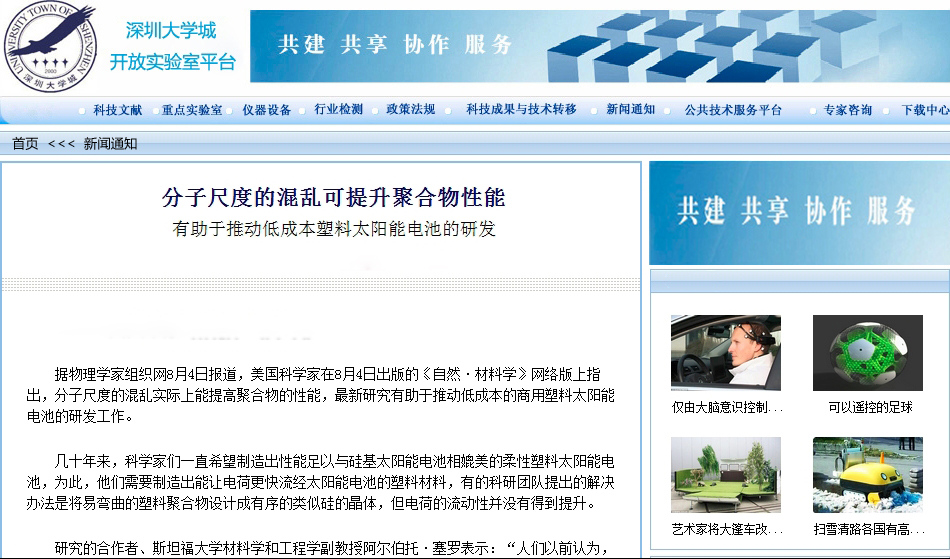 UNIVERSITY TOWN OF SHENZHEN
2000
深圳大学城
深圳大学城
开放实验室平台
共建 共享 协作 服务
科技文献 重点实验室 仪器设备 行业检测 政策法规 科技成果与技术转移 新闻通知 公共技术服务平台 专家咨询 下载中心
首页 <<< 新闻通知
分子尺度的混乱可提升聚合物性能
有助于推动低成本塑料太阳能电池的研发
据物理学家组织网8月4日报道，美国科学家在8月4日出版的《自然·材料学》网络版上指
出，分子尺度的混乱实际上能提高聚合物的性能，最新研究有助于推动低成本的商用塑料太阳能
电池的研发工作。
几十年来，科学家们一直希望制造出性能足以与硅基太阳能电池相媲美的柔性塑料太阳能电
池，为此，他们需要制造出能让电荷更快流经太阳能电池的塑料材料，有的科研团队提出的解决
办法是将易弯曲的塑料聚合物设计成有序的类似硅的晶体，但电荷的流动性并没有得到提升。
研究的合作者、斯坦福大学材料学和工程学副教授阿尔伯托·塞罗表示：“人们以前认为，
共建 共享 协作 服务
仅由大脑意识控制...
可以遥控的足球
艺术家将大篷车改...
扫雪清路各国有高...